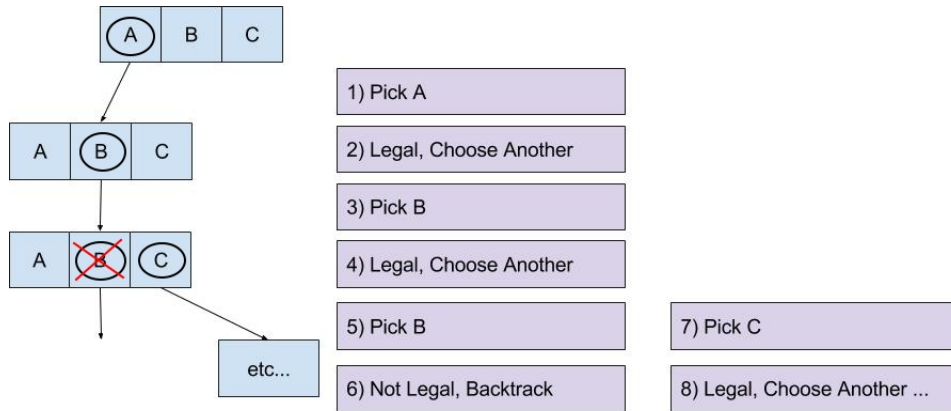 A B C
A B C
A B C
etc...
1) Pick A
2) Legal, Choose Another
3) Pick B
4) Legal, Choose Another
5) Pick B
6) Not Legal, Backtrack
7) Pick C
8) Legal, Choose Another ...